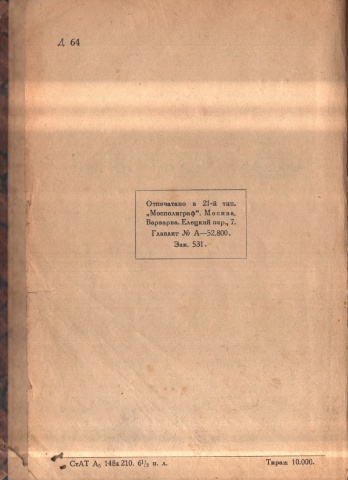 Д 64
Отпечатано в 21-й тип.
„Мосполиграф". Москва,
Варварка. Елецкий пер., 7.
Главлит № А—52.800.
Зак. 531.
СтАТ А₅ 148x210. 6½ п. л.
Тираж 10.000.